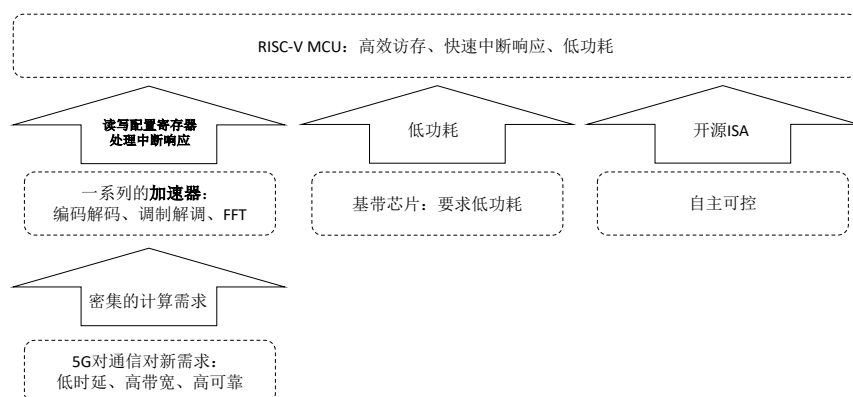 RISC-V MCU：高效访存、快速中断响应、低功耗
读写配置寄存器
处理中断响应
低功耗
开源ISA
一系列的加速器：
编码解码、调制解调、FFT
基带芯片：要求低功耗
自主可控
密集的计算需求
5G对通信对新需求：
低时延、高带宽、高可靠